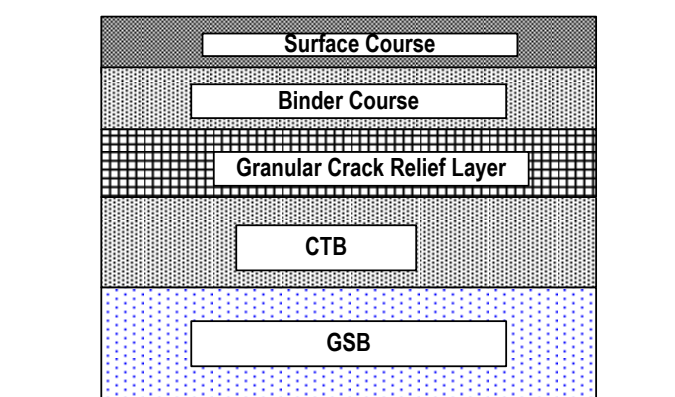 Surface Course
Binder Course
Granular Crack Relief Layer
CTB
GSB